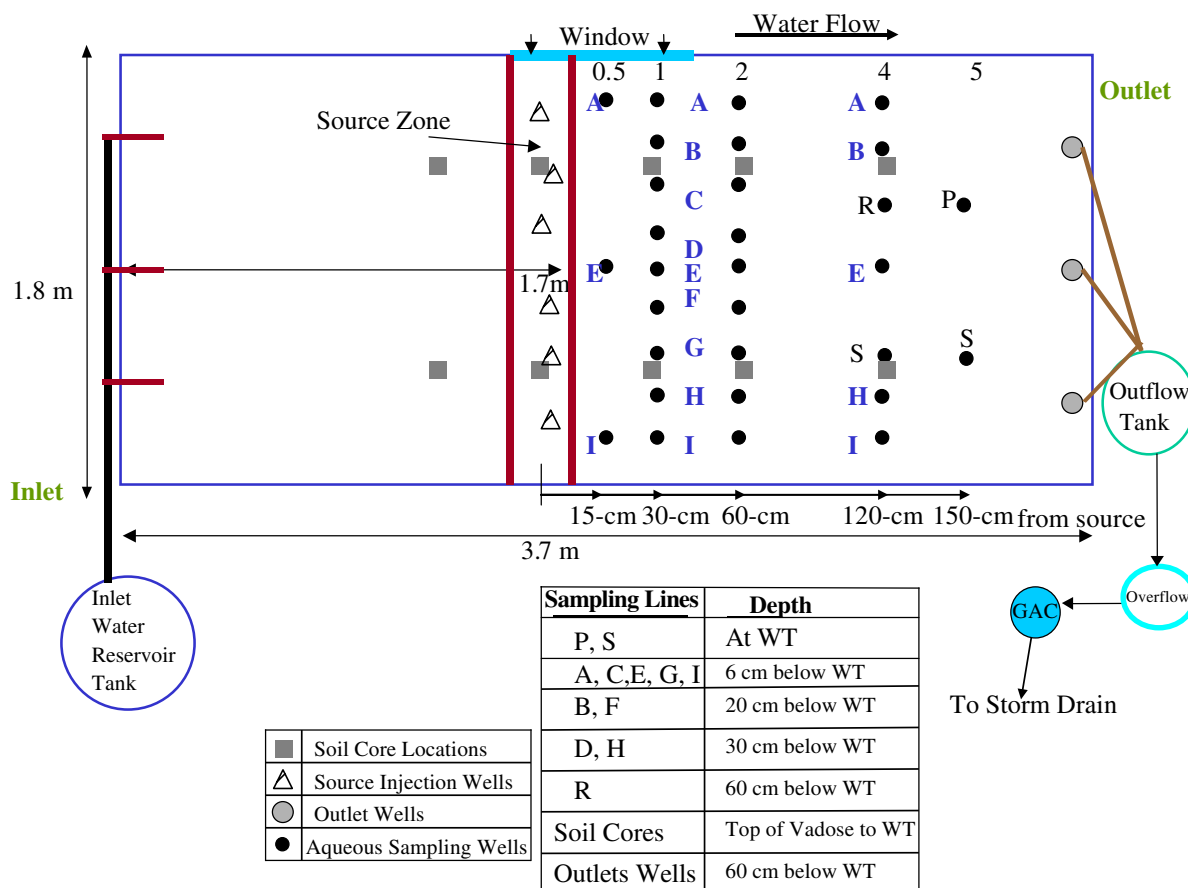 Window
Water Flow
0.5 1 2 4 5
Outlet
A A A
Source Zone
B B
C R P
D
1.8 m 1.7m E E E
F
G S S
H H
Outflow
Tank
I I I
Inlet
15-cm 30-cm 60-cm 120-cm 150-cm from source
3.7 m
Inlet
Water
Reservoir
Tank
Overflow
GAC
To Storm Drain
Sampling Lines Depth
P, S At WT
A, C,E, G, I 6 cm below WT
B, F 20 cm below WT
D, H 30 cm below WT
R 60 cm below WT
Soil Cores Top of Vadose to WT
Outlets Wells 60 cm below WT
Soil Core Locations
Source Injection Wells
Outlet Wells
Aqueous Sampling Wells